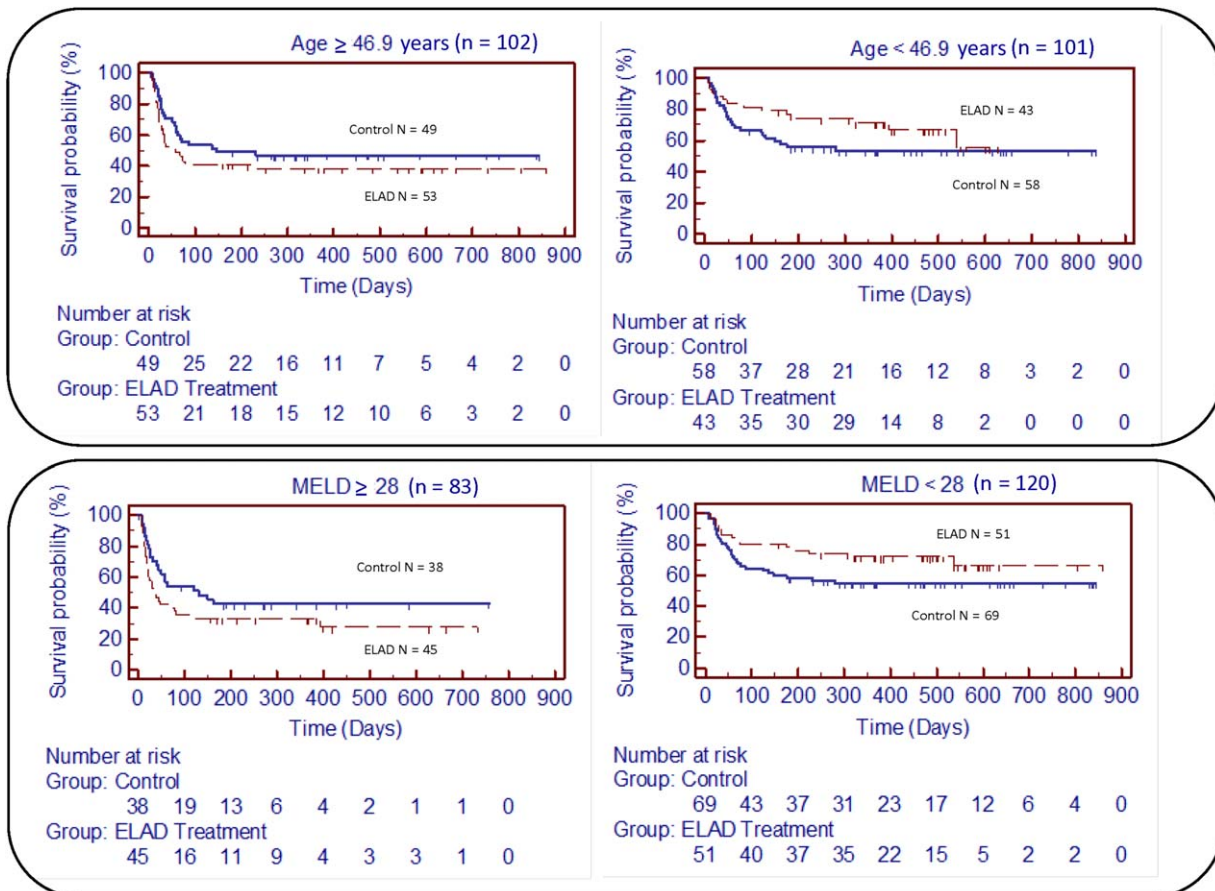 Age ≥ 46.9 years (n = 102)
Survival probability (%)
100
80
60
40
20
0
Control N = 49
ELAD N = 53
0 100 200 300 400 500 600 700 800 900
Time (Days)
Number at risk
Group: Control
49 25 22 16 11 7 5 4 2 0
Group: ELAD Treatment
53 21 18 15 12 10 6 3 2 0
Age < 46.9 years (n = 101)
Survival probability (%)
100
80
60
40
20
0
ELAD N = 43
Control N = 58
0 100 200 300 400 500 600 700 800 900
Time (Days)
Number at risk
Group: Control
58 37 28 21 16 12 8 3 2 0
Group: ELAD Treatment
43 35 30 29 14 8 2 0 0 0
MELD ≥ 28 (n = 83)
Survival probability (%)
100
80
60
40
20
0
Control N = 38
ELAD N = 45
0 100 200 300 400 500 600 700 800 900
Time (Days)
Number at risk
Group: Control
38 19 13 6 4 2 1 1 0
Group: ELAD Treatment
45 16 11 9 4 3 3 1 0
MELD < 28 (n = 120)
Survival probability (%)
100
80
60
40
20
0
ELAD N = 51
Control N = 69
0 100 200 300 400 500 600 700 800 900
Time (Days)
Number at risk
Group: Control
69 43 37 31 23 17 12 6 4 0
Group: ELAD Treatment
51 40 37 35 22 15 5 2 2 0